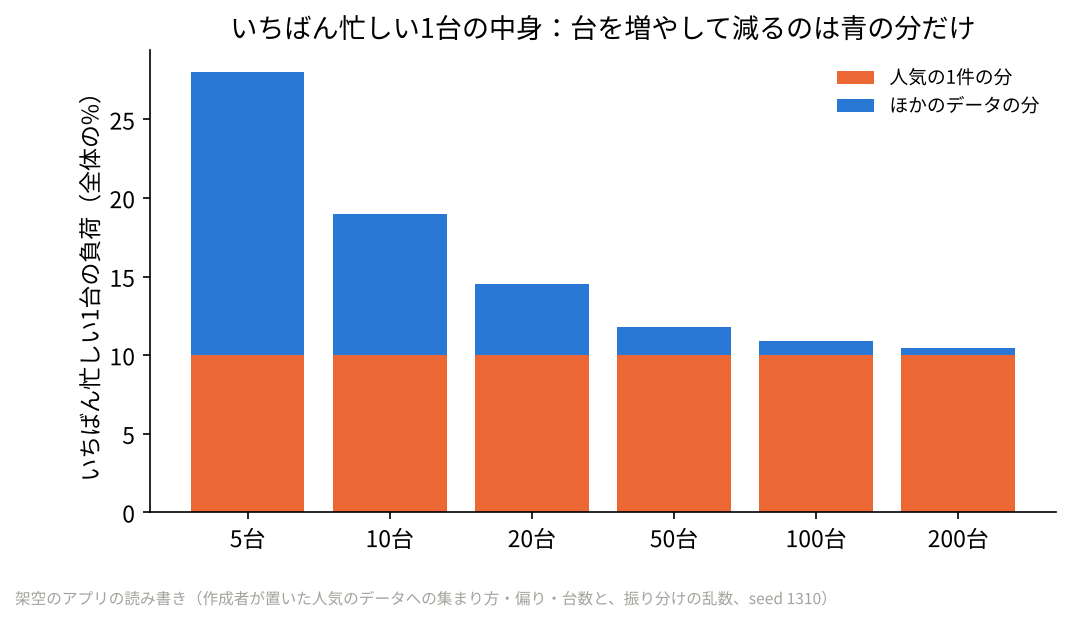 いちばん忙しい1台の中身：台を増やして減るのは青の分だけ
人気の1件の分
ほかのデータの分
いちばん忙しい1台の負荷（全体の%）
25
20
15
10
5
0
5台
10台
20台
50台
100台
200台
架空のアプリの読み書き（作成者が置いた人気のデータへの集まり方・偏り・台数と、振り分けの乱数、seed 1310）